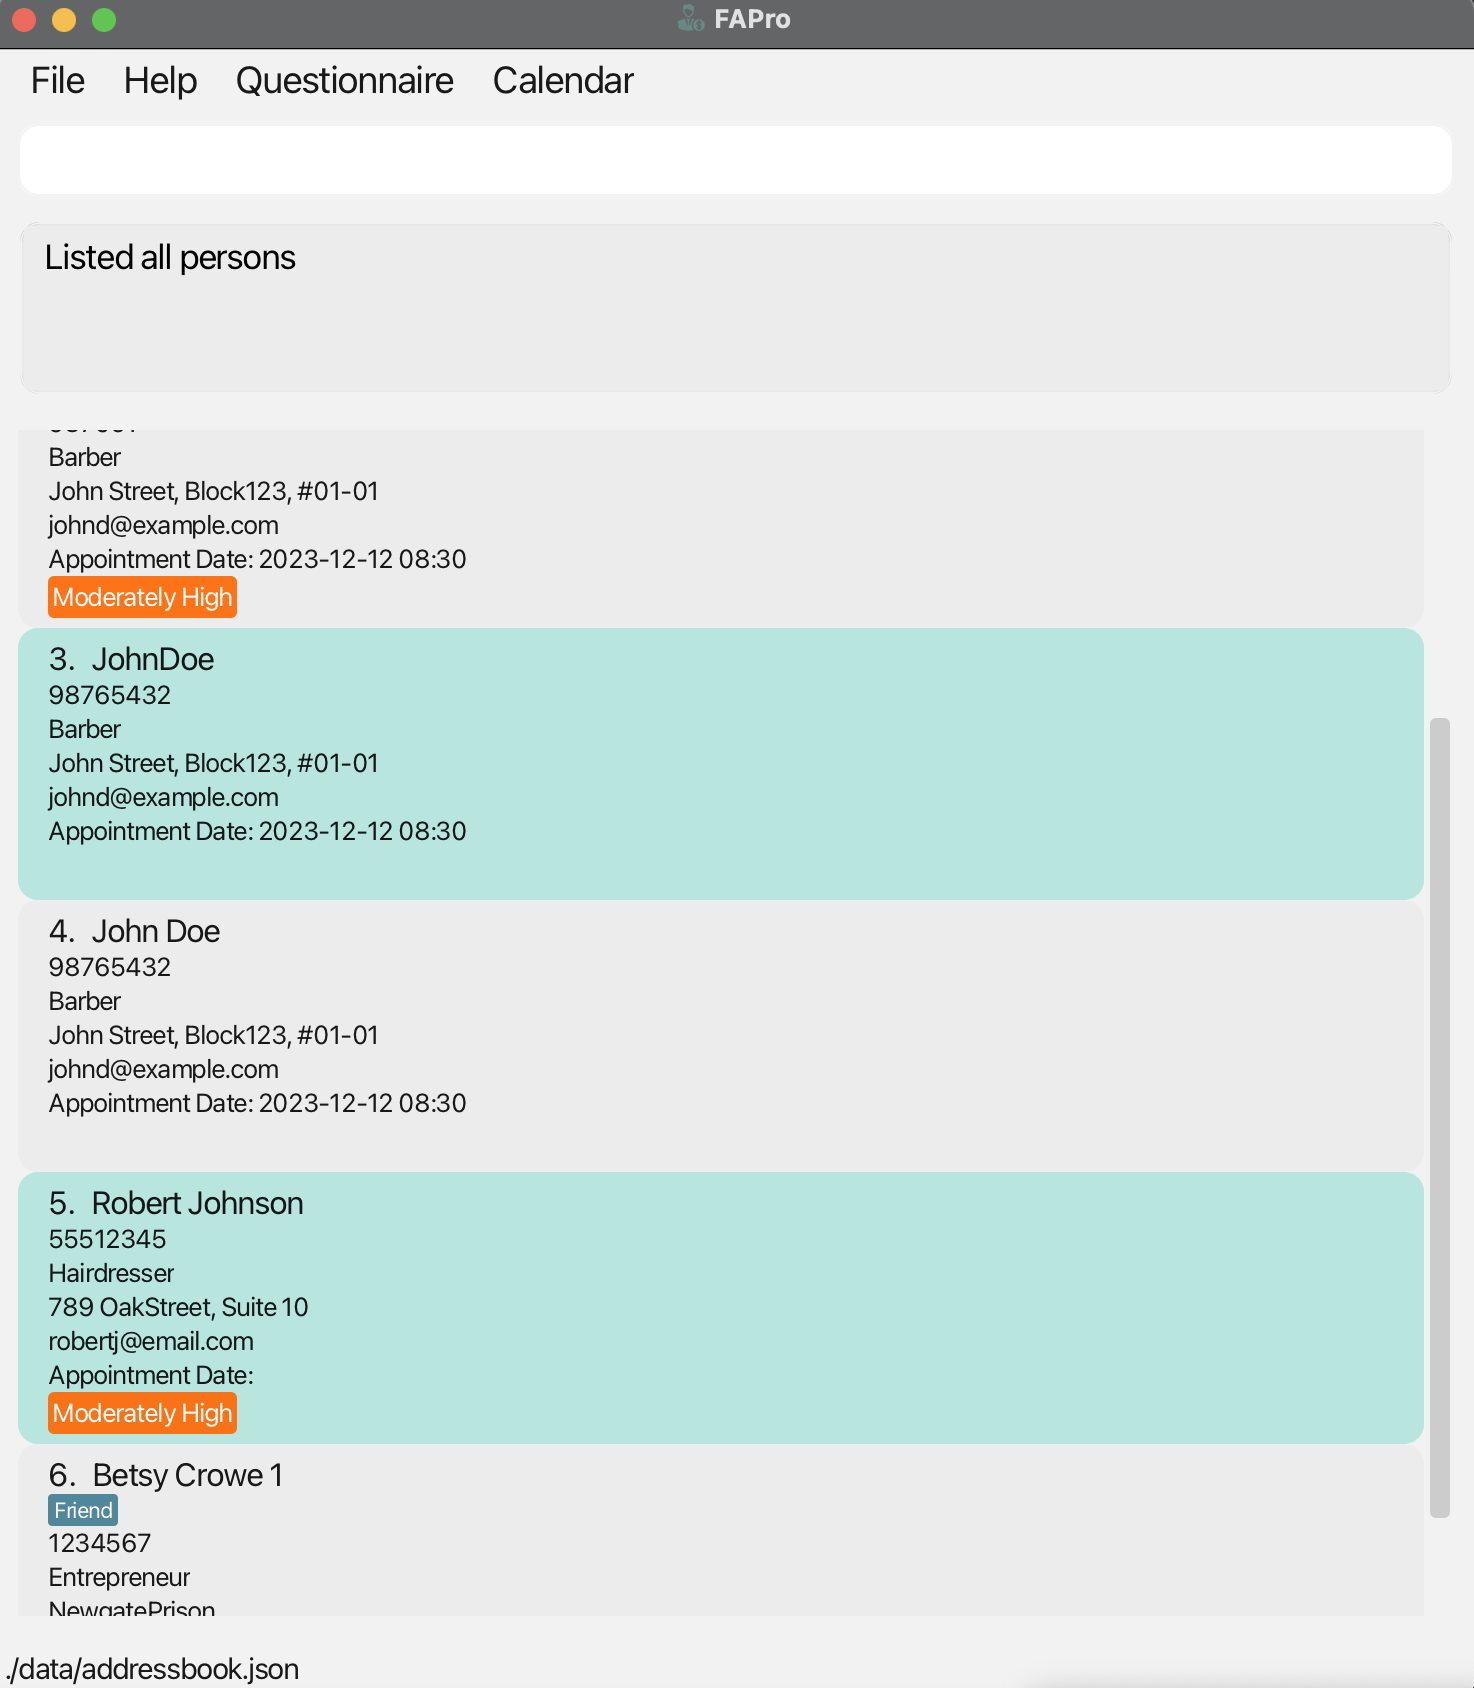 FAPro
File Help Questionnaire Calendar
Listed all persons
Barber
John Street, Block123, #01-01
johnd@example.com
Appointment Date: 2023-12-12 08:30
Moderately High
3. JohnDoe
98765432
Barber
John Street, Block123, #01-01
johnd@example.com
Appointment Date: 2023-12-12 08:30
4. John Doe
98765432
Barber
John Street, Block123, #01-01
johnd@example.com
Appointment Date: 2023-12-12 08:30
5. Robert Johnson
55512345
Hairdresser
789 OakStreet, Suite 10
robertj@email.com
Appointment Date:
Moderately High
6. Betsy Crowe 1
Friend
1234567
Entrepreneur
NewgatePrison
./data/addressbook.json